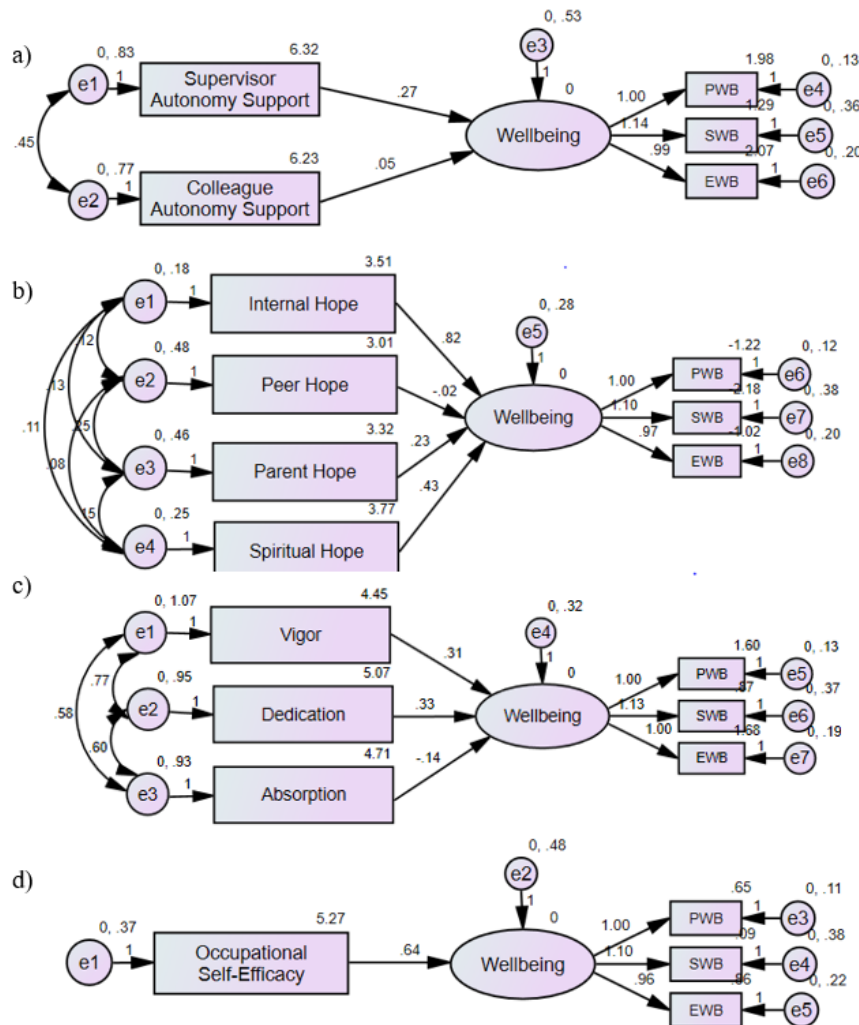 a)
0, .83
e1
1
6.32
Supervisor
Autonomy Support
.27
.45
0, .77
e2
1
6.23
Colleague
Autonomy Support
.05
0, .53
e3
1
0
Wellbeing
1.00
1.14
.99
1.98
PWB
1
0, .13
e4
1.29
SWB
1
0, .36
e5
2.07
EWB
1
0, .20
e6
b)
0, .18
e1
1
3.51
Internal Hope
.82
.12
0, .48
e2
1
3.01
Peer Hope
-.02
.13
.11
.25
0, .46
e3
1
3.32
Parent Hope
.23
.08
.15
0, .25
e4
1
3.77
Spiritual Hope
.43
0, .28
e5
1
0
Wellbeing
1.00
1.10
.97
-1.22
PWB
1
0, .12
e6
-2.18
SWB
1
0, .38
e7
-1.02
EWB
1
0, .20
e8
c)
0, 1.07
e1
1
4.45
Vigor
.31
.77
.58
0, .95
e2
1
5.07
Dedication
.33
.60
0, .93
e3
1
4.71
Absorption
-.14
0, .32
e4
1
0
Wellbeing
1.00
1.13
1.00
1.60
PWB
1
0, .13
e5
.87
SWB
1
0, .37
e6
1.68
EWB
1
0, .19
e7
d)
0, .37
e1
1
5.27
Occupational
Self-Efficacy
.64
0, .48
e2
1
0
Wellbeing
1.00
1.10
.96
.65
PWB
1
0, .11
e3
.09
SWB
1
0, .38
e4
.86
EWB
1
0, .22
e5